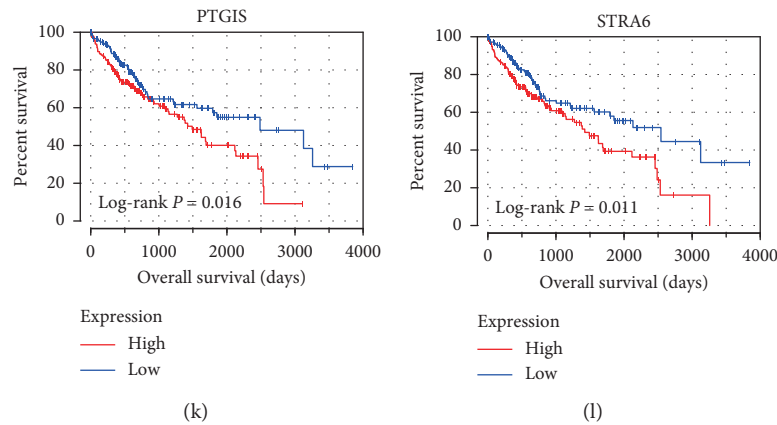 PTGIS
Percent survival
100
80
60
40
20
0
Log-rank P = 0.016
0 1000 2000 3000 4000
Overall survival (days)
Expression
High
Low
(k)
STRA6
Percent survival
100
80
60
40
20
0
Log-rank P = 0.011
0 1000 2000 3000 4000
Overall survival (days)
Expression
High
Low
(l)